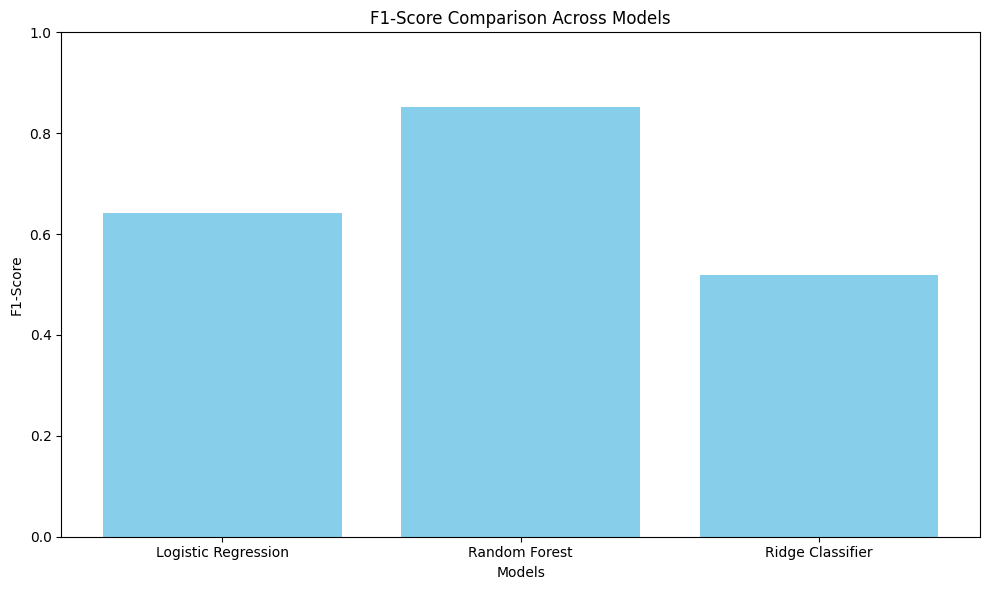 F1-Score Comparison Across Models
1.0
0.8
0.6
0.4
0.2
0.0
F1-Score
Logistic Regression Random Forest Ridge Classifier
Models